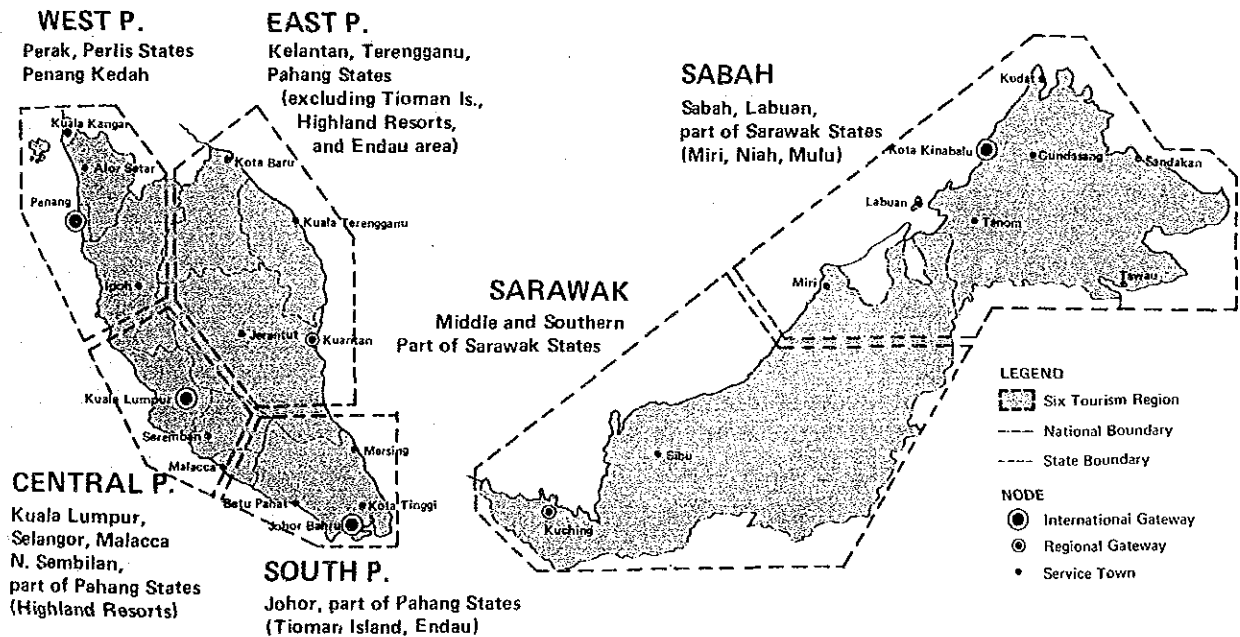 WEST P.
Perak, Perlis States
Penang Kedah
EAST P.
Kelantan, Terengganu,
Pahang States
(excluding Tioman Is.,
Highland Resorts,
and Endau area)
SABAH
Sabah, Labuan,
part of Sarawak States
(Miri, Niah, Mulu)
SARAWAK
Middle and Southern
Part of Sarawak States
CENTRAL P.
Kuala Lumpur,
Selangor, Malacca
N. Sembilan,
part of Pahang States
(Highland Resorts)
SOUTH P.
Johor, part of Pahang States
(Tioman Island, Endau)
Kuala Kangar
Alor Setar
Penang
Ipoh
Kota Baru
Kuala Terengganu
Jerantut
Kuantan
Kuala Lumpur
Seremban
Malacca
Batu Pahat
Mersing
Kota Tinggi
Johor Bahru
Kudat
Kota Kinabalu
Gundasang
Sandakan
Labuan
Tenom
Tawau
Miri
Sibu
Kuching
LEGEND
Six Tourism Region
National Boundary
State Boundary
NODE
International Gateway
Regional Gateway
Service Town